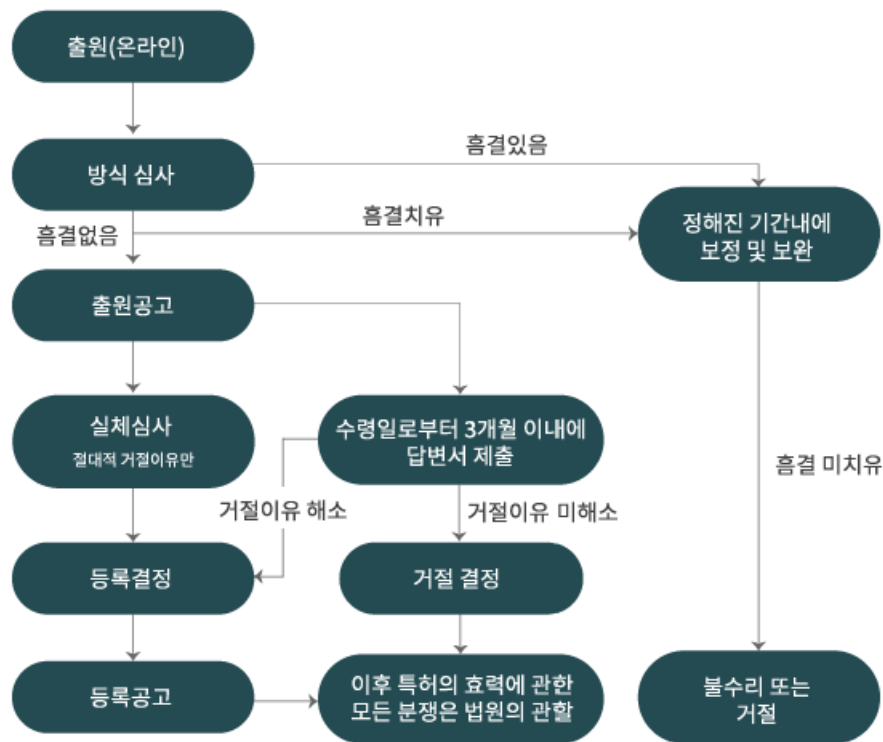 출원(온라인)
흠결있음
방식 심사
흠결치유
정해진 기간내에
보정 및 보완
흠결없음
출원공고
실체심사
절대적 거절이유만
수령일로부터 3개월 이내에
답변서 제출
흠결 미치유
거절이유 해소
거절이유 미해소
등록결정
거절 결정
등록공고
이후 특허의 효력에 관한
모든 분쟁은 법원의 관할
불수리 또는
거절